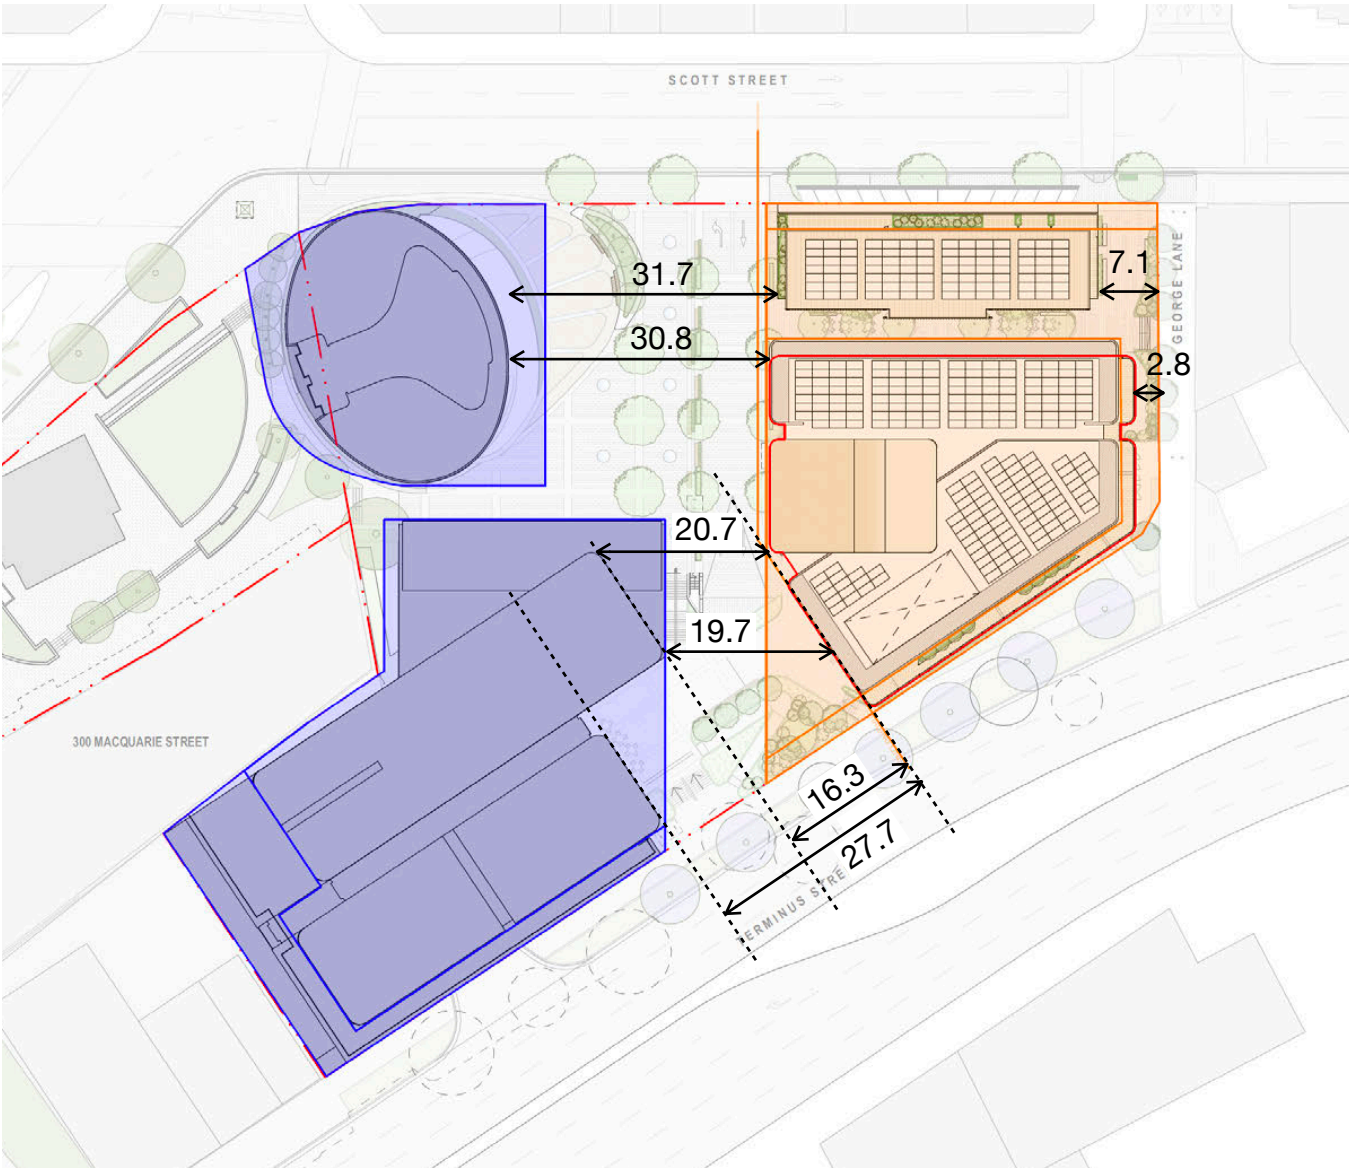 SCOTT STREET
GEORGE LANE
31.7
7.1
30.8
2.8
20.7
19.7
300 MACQUARIE STREET
16.3
27.7
TERMINUS STRE